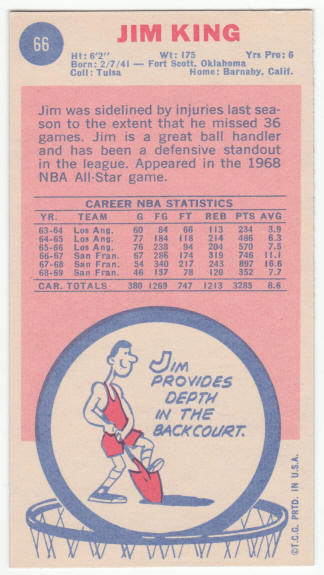 66
JIM KING
Ht: 6'2" Wt: 175 Yrs Pro: 6
Born: 2/7/41 — Fort Scott, Oklahoma
Coll: Tulsa Home: Barnaby, Calif.
Jim was sidelined by injuries last sea-
son to the extent that he missed 36
games. Jim is a great ball handler
and has been a defensive standout
in the league. Appeared in the 1968
NBA All-Star game.
CAREER NBA STATISTICS
YR. TEAM G FG FT REB PTS AVG
63-64 Los Ang. 60 84 66 113 234 3.9
64-65 Los Ang. 77 184 118 214 486 6.3
65-66 Los Ang. 76 238 94 204 570 7.5
66-67 San Fran. 67 286 174 319 746 11.1
67-68 San Fran. 54 340 217 243 897 16.6
68-69 San Fran. 46 137 78 120 352 7.7
CAR. TOTALS 380 1269 747 1213 3285 8.6
JIM
PROVIDES
DEPTH
IN THE
BACKCOURT.
©T.C.G. PRTD. IN U.S.A.